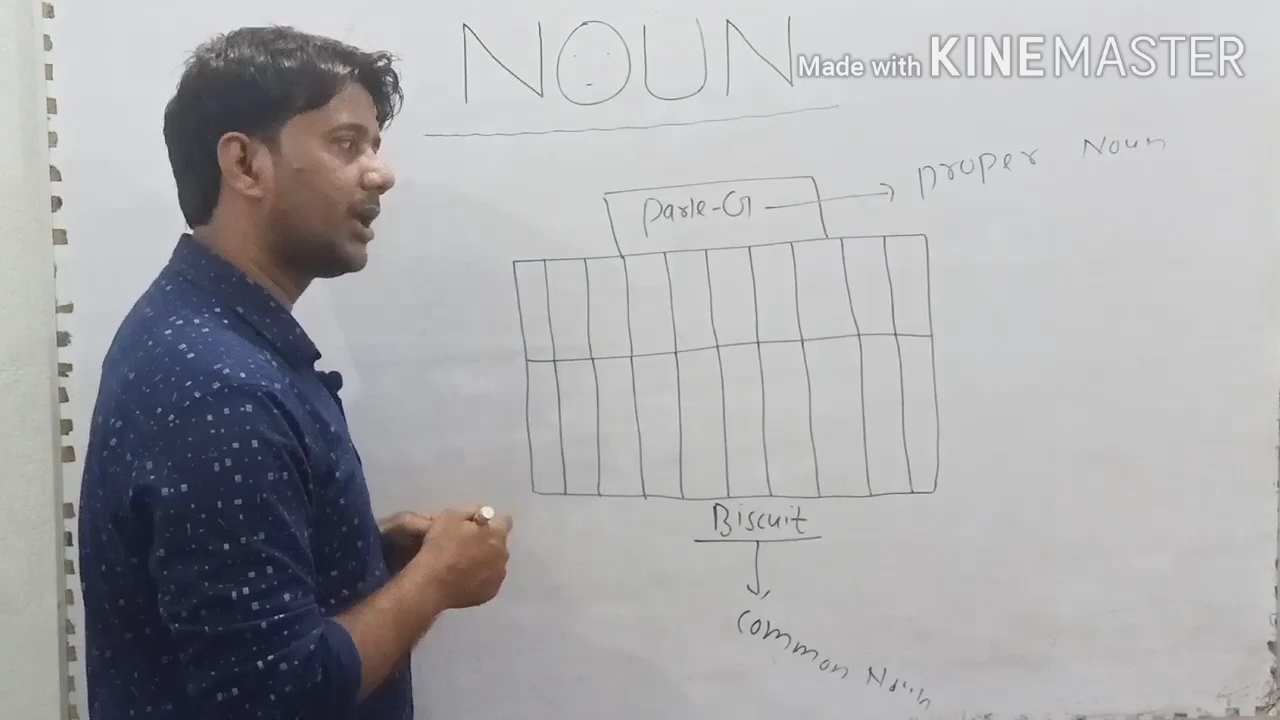 NOUN
Made with KINEMASTER
Parle-G
proper Noun
Biscuit
Common Noun